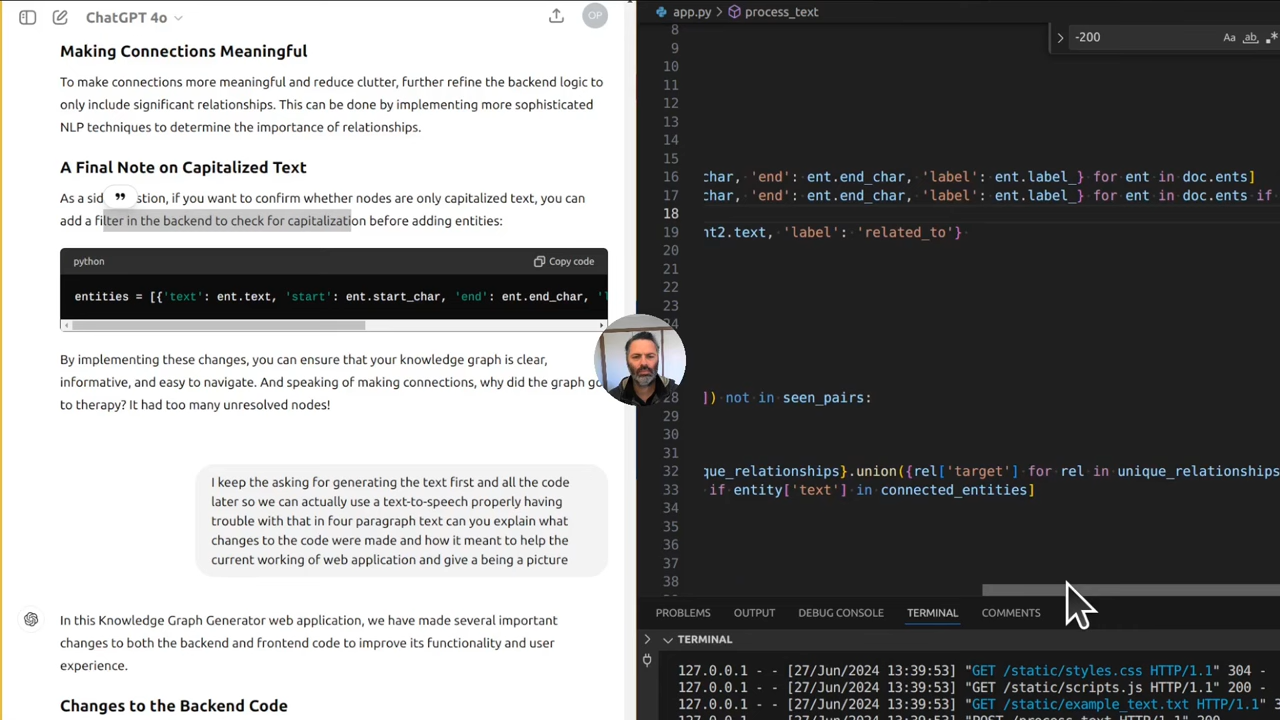 ChatGPT 4o
OP
Making Connections Meaningful
To make connections more meaningful and reduce clutter, further refine the backend logic to
only include significant relationships. This can be done by implementing more sophisticated
NLP techniques to determine the importance of relationships.
A Final Note on Capitalized Text
As a sid stion, if you want to confirm whether nodes are only capitalized text, you can
add a filter in the backend to check for capitalization before adding entities:
python
Copy code
entities = [{'text': ent.text, 'start': ent.start_char, 'end': ent.end_char, '
By implementing these changes, you can ensure that your knowledge graph is clear,
informative, and easy to navigate. And speaking of making connections, why did the graph go
to therapy? It had too many unresolved nodes!
I keep the asking for generating the text first and all the code
later so we can actually use a text-to-speech properly having
trouble with that in four paragraph text can you explain what
changes to the code were made and how it meant to help the
current working of web application and give a being a picture
In this Knowledge Graph Generator web application, we have made several important
changes to both the backend and frontend code to improve its functionality and user
experience.
Changes to the Backend Code
app.py > process_text
-200
Aa ab
8
9
10
11
12
13
14
15
16 char, 'end': ent.end_char, 'label': ent.label_} for ent in doc.ents]
17 char, 'end': ent.end_char, 'label': ent.label_} for ent in doc.ents if
18
19 nt2.text, 'label': 'related_to'}
20
21
22
23
24
28 ]) not in seen_pairs:
29
30
31
32 que_relationships}.union({rel['target'] for rel in unique_relationships
33 if entity['text'] in connected_entities]
34
35
36
37
38
PROBLEMS OUTPUT DEBUG CONSOLE TERMINAL COMMENTS
TERMINAL
127.0.0.1 - - [27/Jun/2024 13:39:53] "GET /static/styles.css HTTP/1.1" 304 -
127.0.0.1 - - [27/Jun/2024 13:39:53] "GET /static/scripts.js HTTP/1.1" 200 -
127.0.0.1 - - [27/Jun/2024 13:39:53] "GET /static/example_text.txt HTTP/1.1"